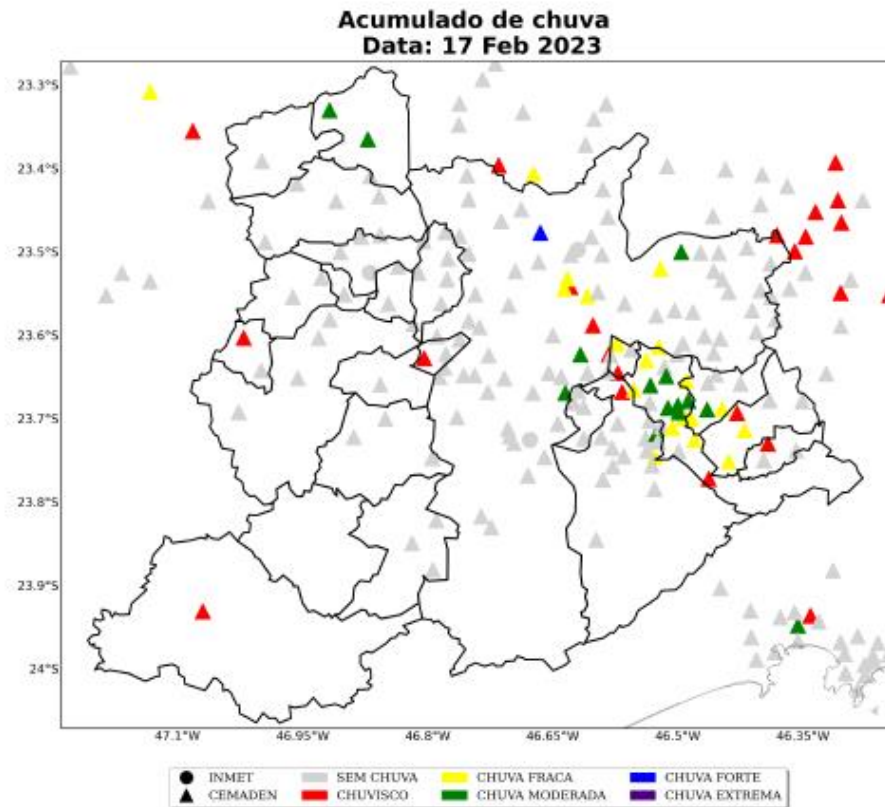 Acumulado de chuva
Data: 17 Feb 2023
23.3°S
23.4°S
23.5°S
23.6°S
23.7°S
23.8°S
23.9°S
24°S
47.1°W 46.95°W 46.8°W 46.65°W 46.5°W 46.35°W
INMET SEM CHUVA CHUVA FRACA CHUVA FORTE
CEMADEN CHUVISCO CHUVA MODERADA CHUVA EXTREMA